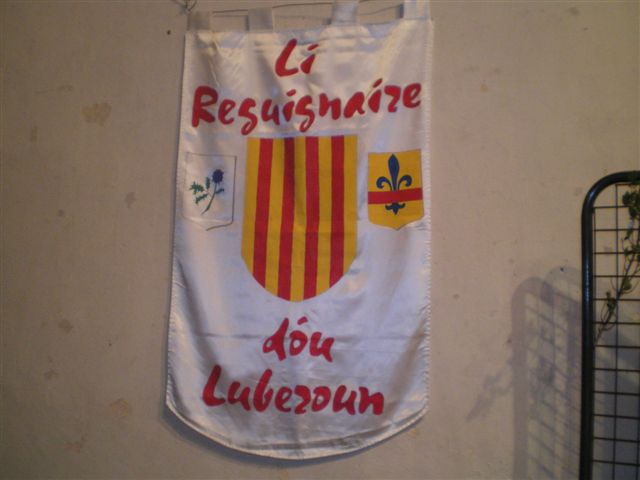 Li
Reguignaire
dóu
Luberoun